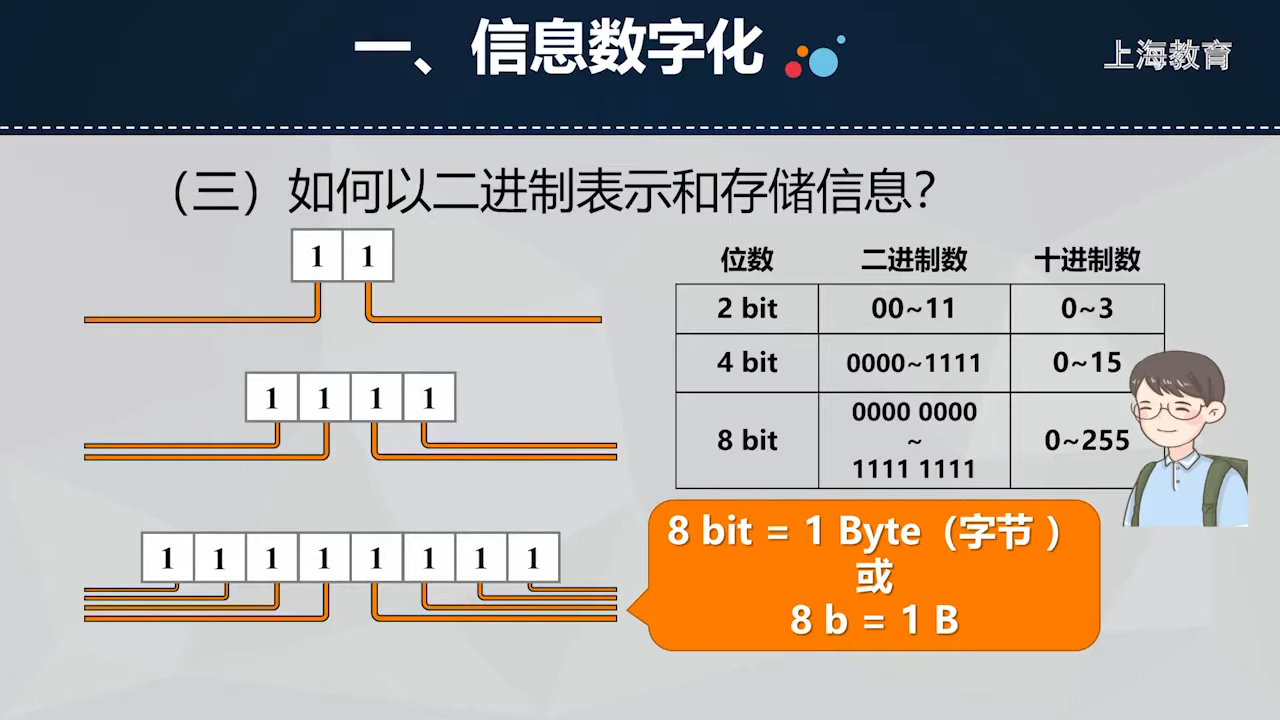 一、信息数字化
上海教育
（三）如何以二进制表示和存储信息？
1 1
1 1 1 1
1 1 1 1 1 1 1 1
位数 二进制数 十进制数
2 bit 00~11 0~3
4 bit 0000~1111 0~15
8 bit 0000 0000 ~ 1111 1111 0~255
8 bit = 1 Byte（字节 ）
或
8 b = 1 B